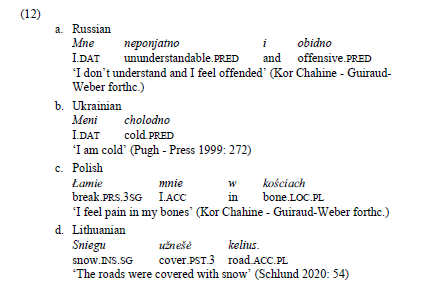 (12)
a. Russian
Mne neponjatno i obidno
I.DAT ununderstandable.PRED and offensive.PRED
‘I don’t understand and I feel offended’ (Kor Chahine - Guiraud-
Weber forthc.)
b. Ukrainian
Meni cholodno
I.DAT cold.PRED
‘I am cold’ (Pugh - Press 1999: 272)
c. Polish
Łamie mnie w kościach
break.PRS.3SG I.ACC in bone.LOC.PL
‘I feel pain in my bones’ (Kor Chahine - Guiraud-Weber forthc.)
d. Lithuanian
Sniegu užnešė kelius.
snow.INS.SG cover.PST.3 road.ACC.PL
‘The roads were covered with snow’ (Schlund 2020: 54)